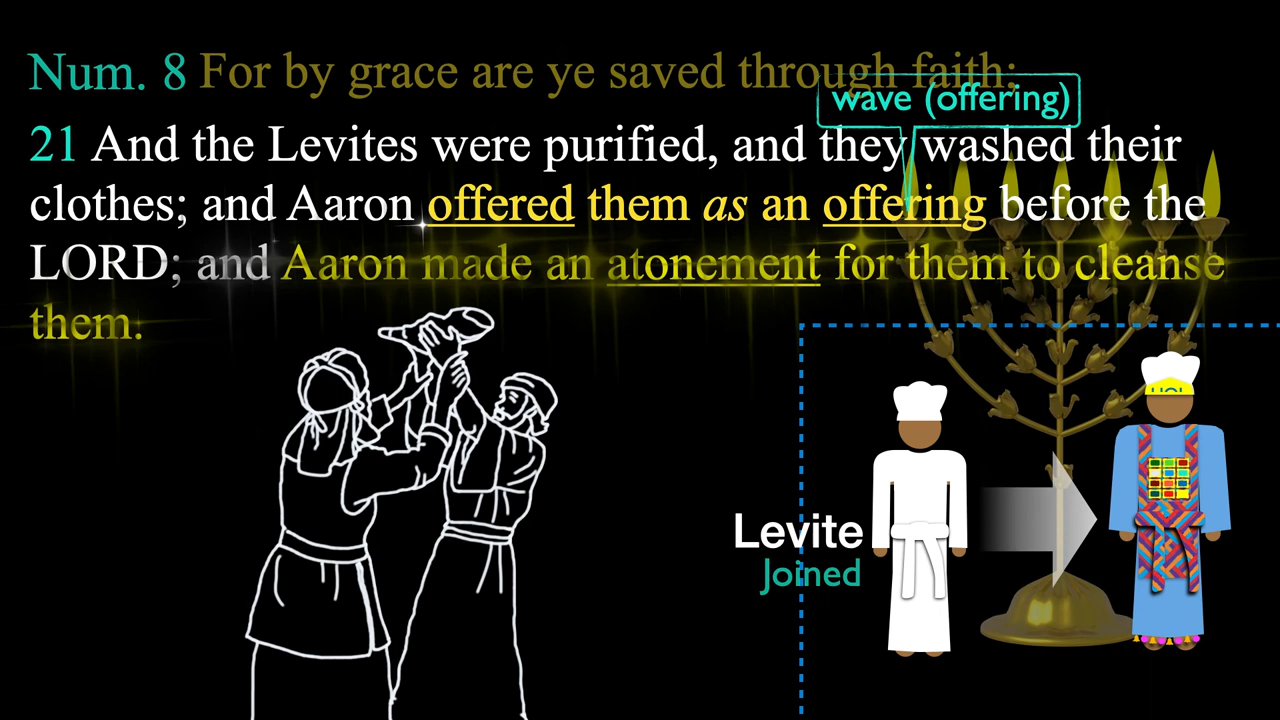 Num. 8 For by grace are ye saved through faith;
wave (offering)
21 And the Levites were purified, and they washed their
clothes; and Aaron offered them as an offering before the
LORD; and Aaron made an atonement for them to cleanse
them.
Levite
Joined